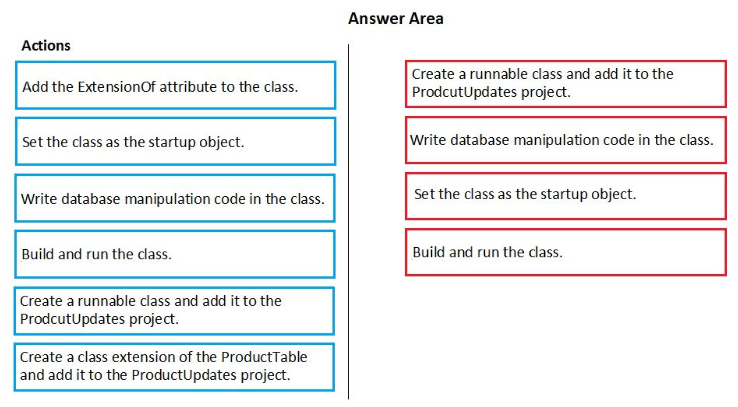 Answer Area
Actions
Add the ExtensionOf attribute to the class.
Set the class as the startup object.
Write database manipulation code in the class.
Build and run the class.
Create a runnable class and add it to the
ProdcutUpdates project.
Create a class extension of the ProductTable
and add it to the ProductUpdates project.
Create a runnable class and add it to the
ProdcutUpdates project.
Write database manipulation code in the class.
Set the class as the startup object.
Build and run the class.